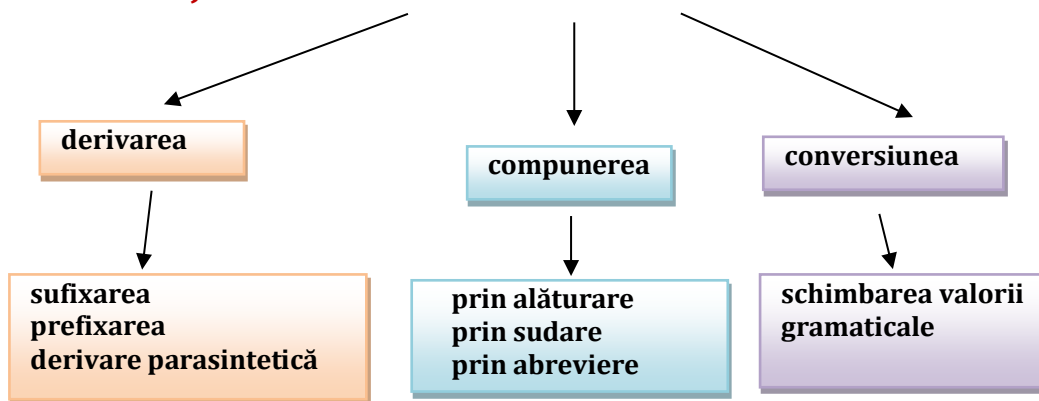 derivarea
compunerea
conversiunea
sufixarea
prefixarea
derivare parasintetică
prin alăturare
prin sudare
prin abreviere
schimbarea valorii
gramaticale